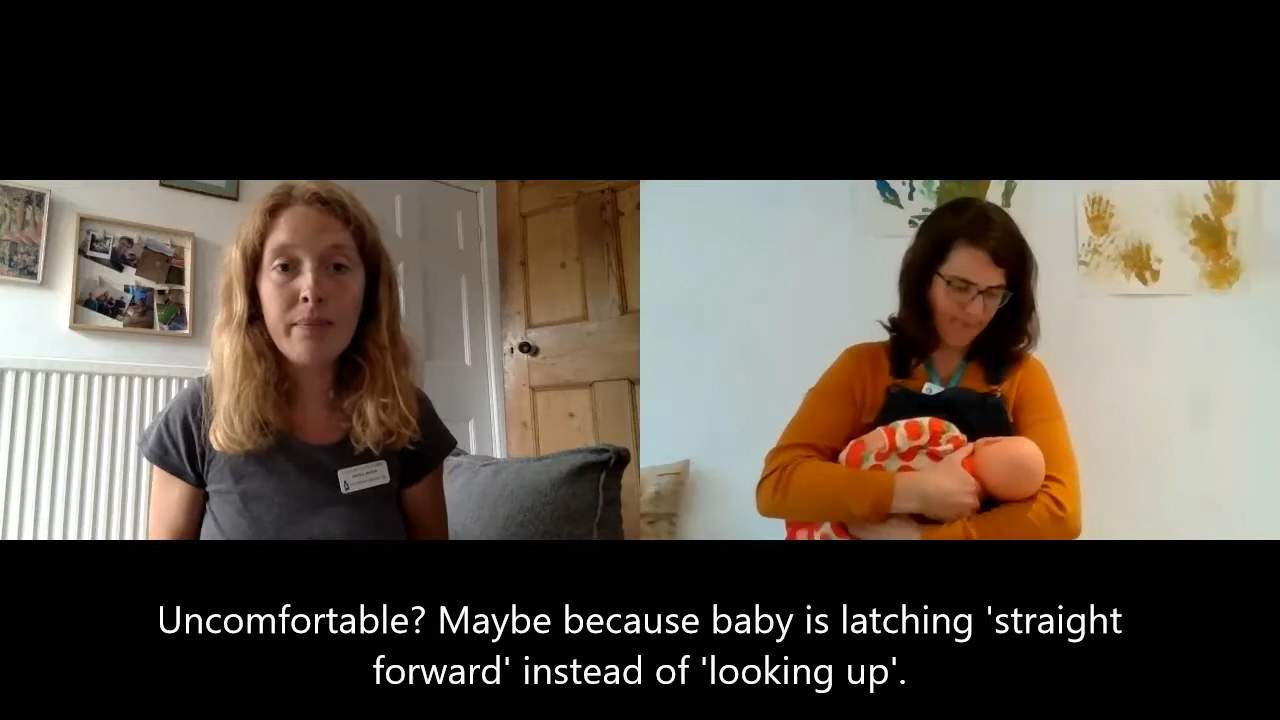 Uncomfortable? Maybe because baby is latching 'straight
forward' instead of 'looking up'.